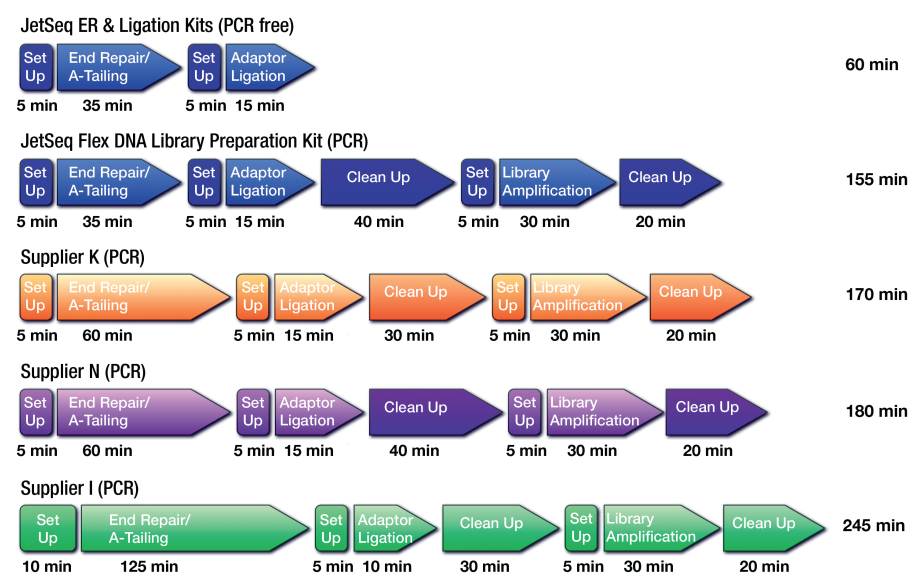 JetSeq ER & Ligation Kits (PCR free)
Set Up End Repair/ A-Tailing Set Up Adaptor Ligation 60 min
5 min 35 min 5 min 15 min
JetSeq Flex DNA Library Preparation Kit (PCR)
Set Up End Repair/ A-Tailing Set Up Adaptor Ligation Clean Up Set Up Library Amplification Clean Up 155 min
5 min 35 min 5 min 15 min 40 min 5 min 30 min 20 min
Supplier K (PCR)
Set Up End Repair/ A-Tailing Set Up Adaptor Ligation Clean Up Set Up Library Amplification Clean Up 170 min
5 min 60 min 5 min 15 min 30 min 5 min 30 min 20 min
Supplier N (PCR)
Set Up End Repair/ A-Tailing Set Up Adaptor Ligation Clean Up Set Up Library Amplification Clean Up 180 min
5 min 60 min 5 min 15 min 40 min 5 min 30 min 20 min
Supplier I (PCR)
Set Up End Repair/ A-Tailing Set Up Adaptor Ligation Clean Up Set Up Library Amplification Clean Up 245 min
10 min 125 min 5 min 10 min 30 min 5 min 30 min 20 min